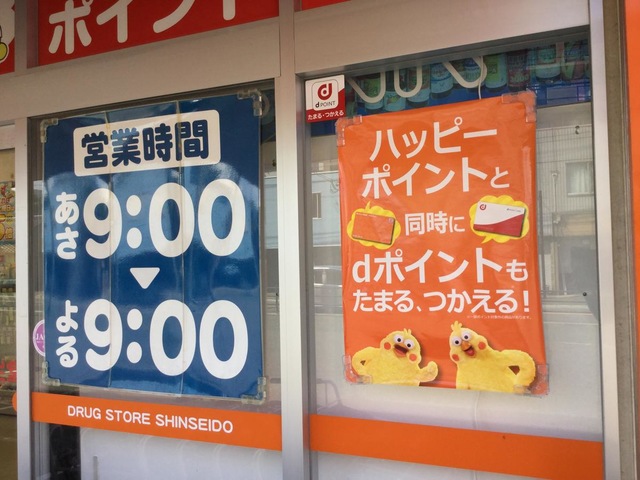 ポイント
営業時間
あさ 9:00
よる 9:00
DRUG STORE SHINSEIDO
d POINT
たまる・つかえる
ハッピー
ポイントと
同時に
dポイントも
たまる、つかえる!